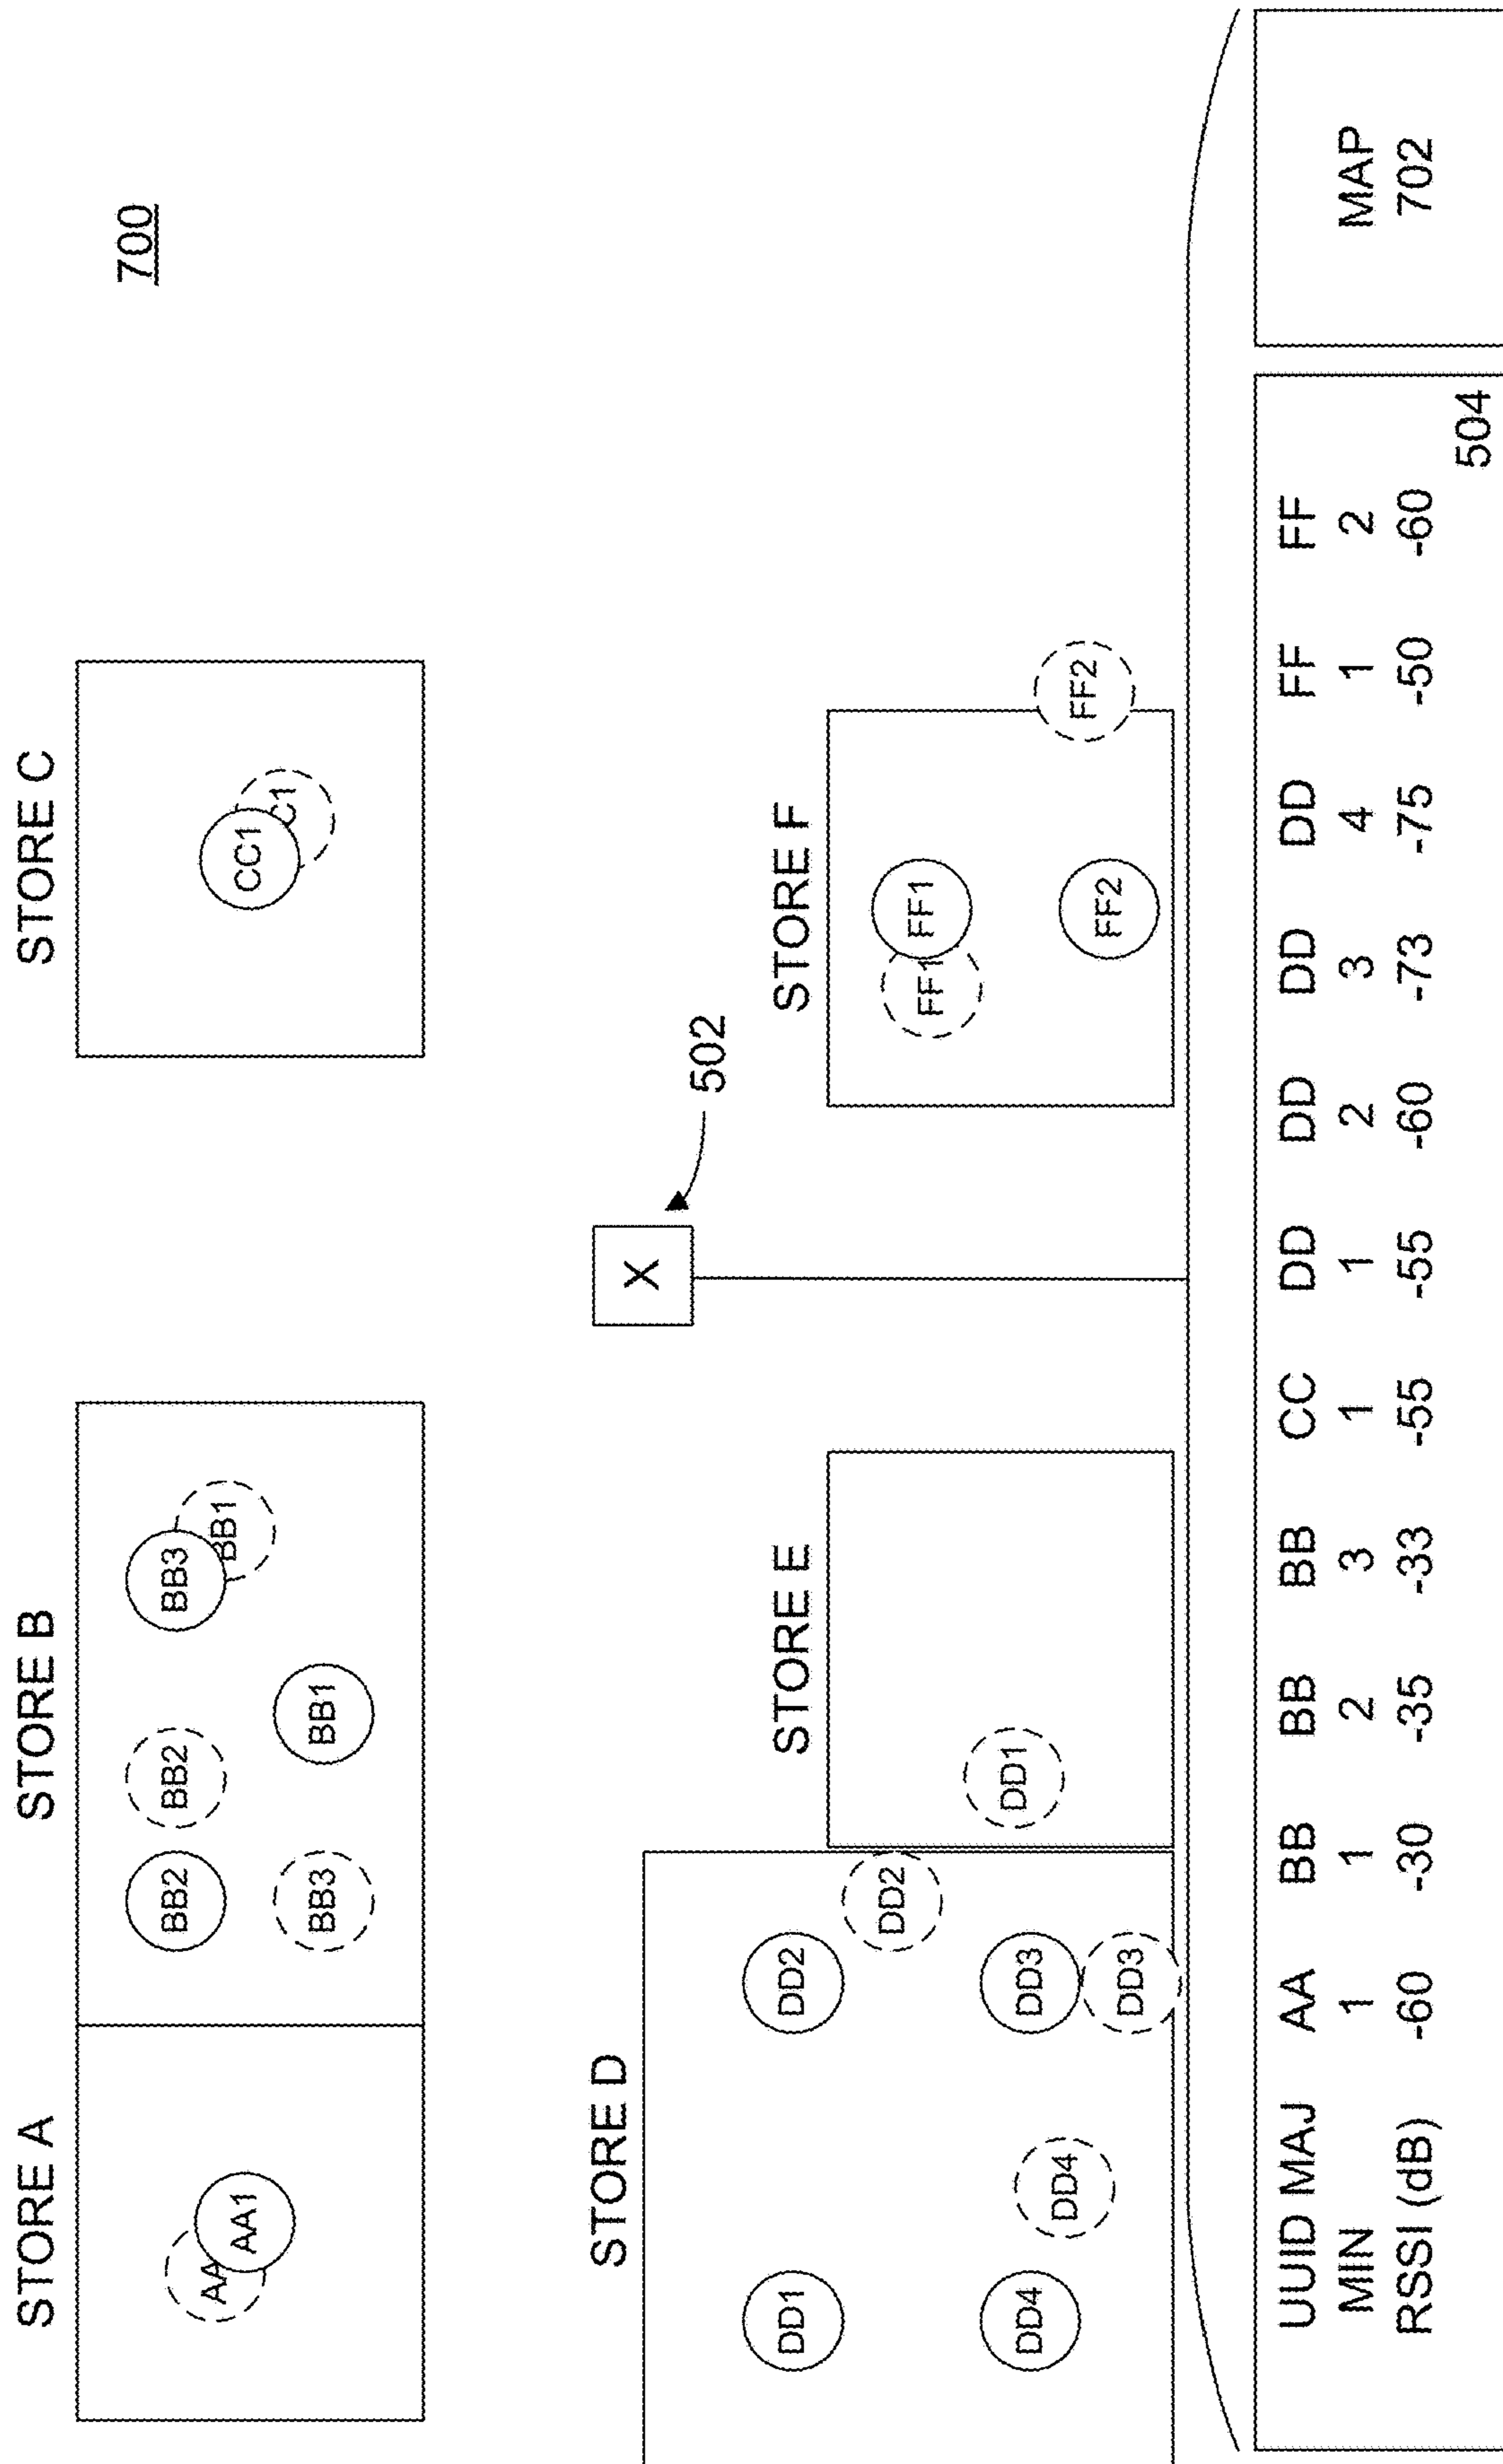 700
STORE A
STORE B
STORE C
AA
AA1
BB2
BB2
BB3
BB1
BB3
BB1
CC1
C1
STORE D
STORE E
STORE F
X
502
DD1
DD2
DD2
DD4
DD4
DD3
DD3
DD1
FF1
FF1
FF2
FF2
UUID MAJ AA BB BB BB CC DD DD DD DD FF FF
MIN 1 1 2 3 1 1 2 3 4 1 2
RSSI (dB) -60 -30 -35 -33 -55 -55 -60 -73 -75 -50 -60
504
MAP
702